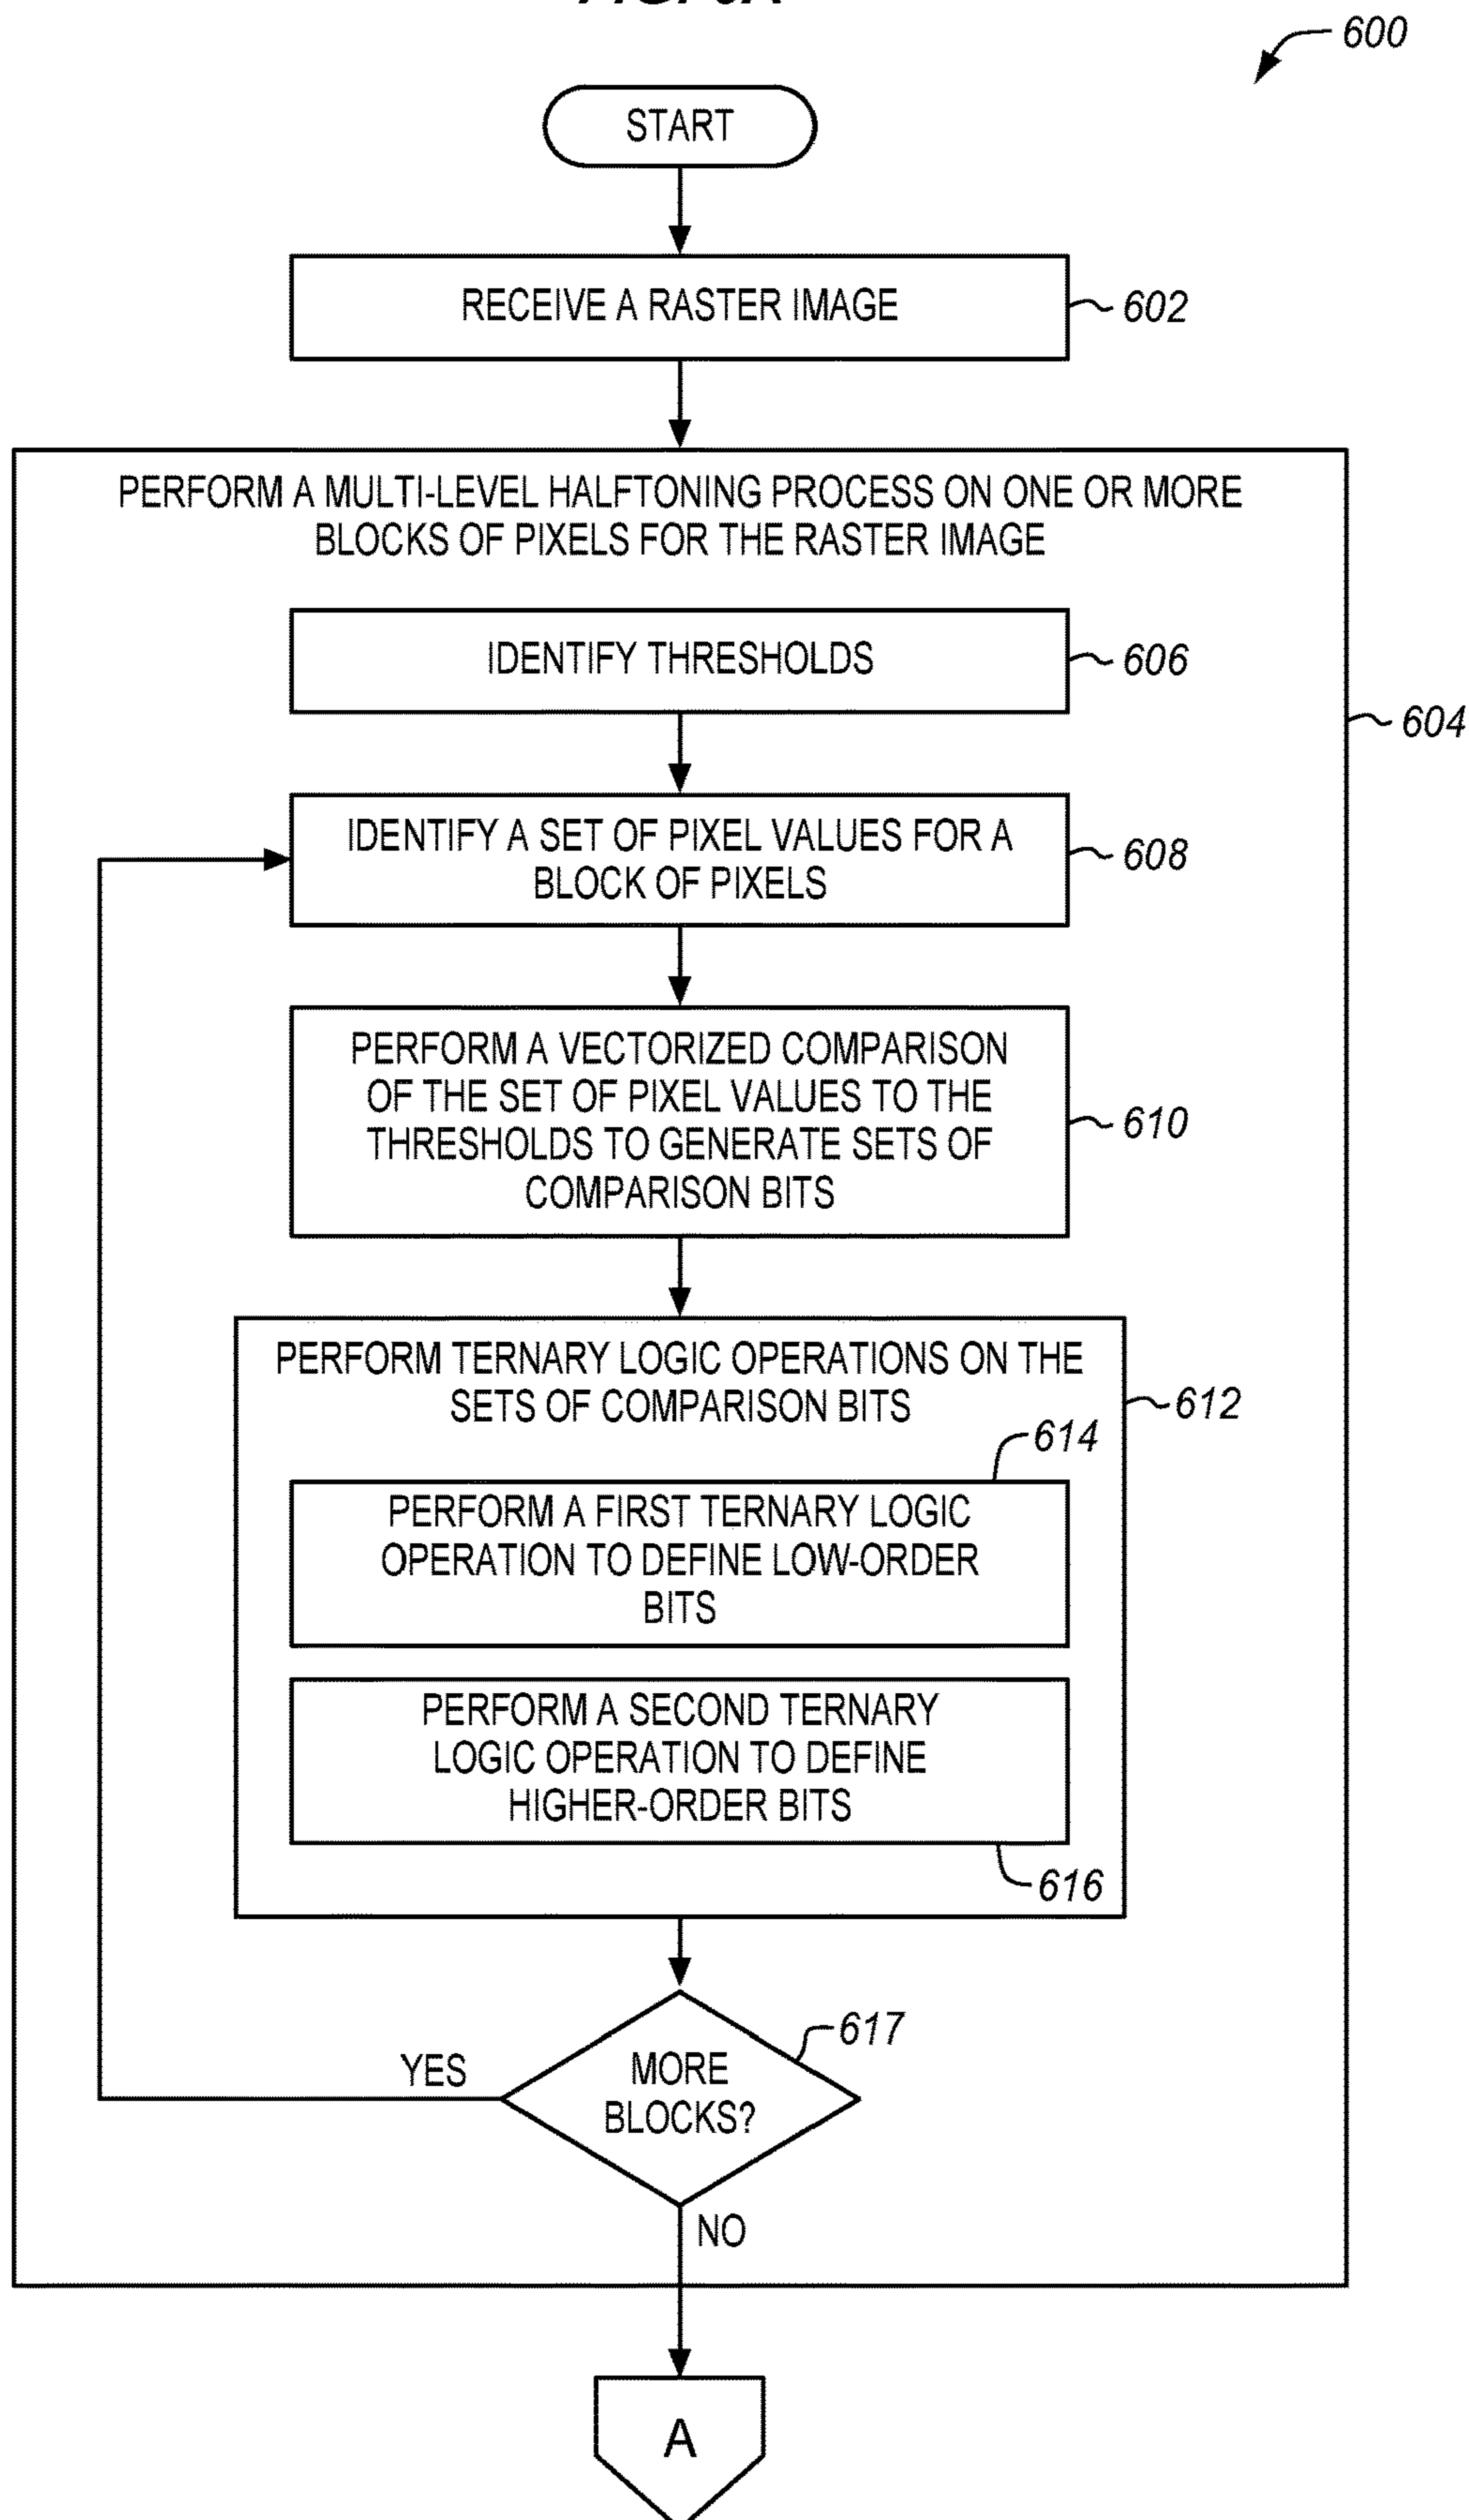 600
START
RECEIVE A RASTER IMAGE
602
PERFORM A MULTI-LEVEL HALFTONING PROCESS ON ONE OR MORE
BLOCKS OF PIXELS FOR THE RASTER IMAGE
IDENTIFY THRESHOLDS
606
604
IDENTIFY A SET OF PIXEL VALUES FOR A
BLOCK OF PIXELS
608
PERFORM A VECTORIZED COMPARISON
OF THE SET OF PIXEL VALUES TO THE
THRESHOLDS TO GENERATE SETS OF
COMPARISON BITS
610
PERFORM TERNARY LOGIC OPERATIONS ON THE
SETS OF COMPARISON BITS
612
614
PERFORM A FIRST TERNARY LOGIC
OPERATION TO DEFINE LOW-ORDER
BITS
PERFORM A SECOND TERNARY
LOGIC OPERATION TO DEFINE
HIGHER-ORDER BITS
616
617
YES
MORE
BLOCKS?
NO
A